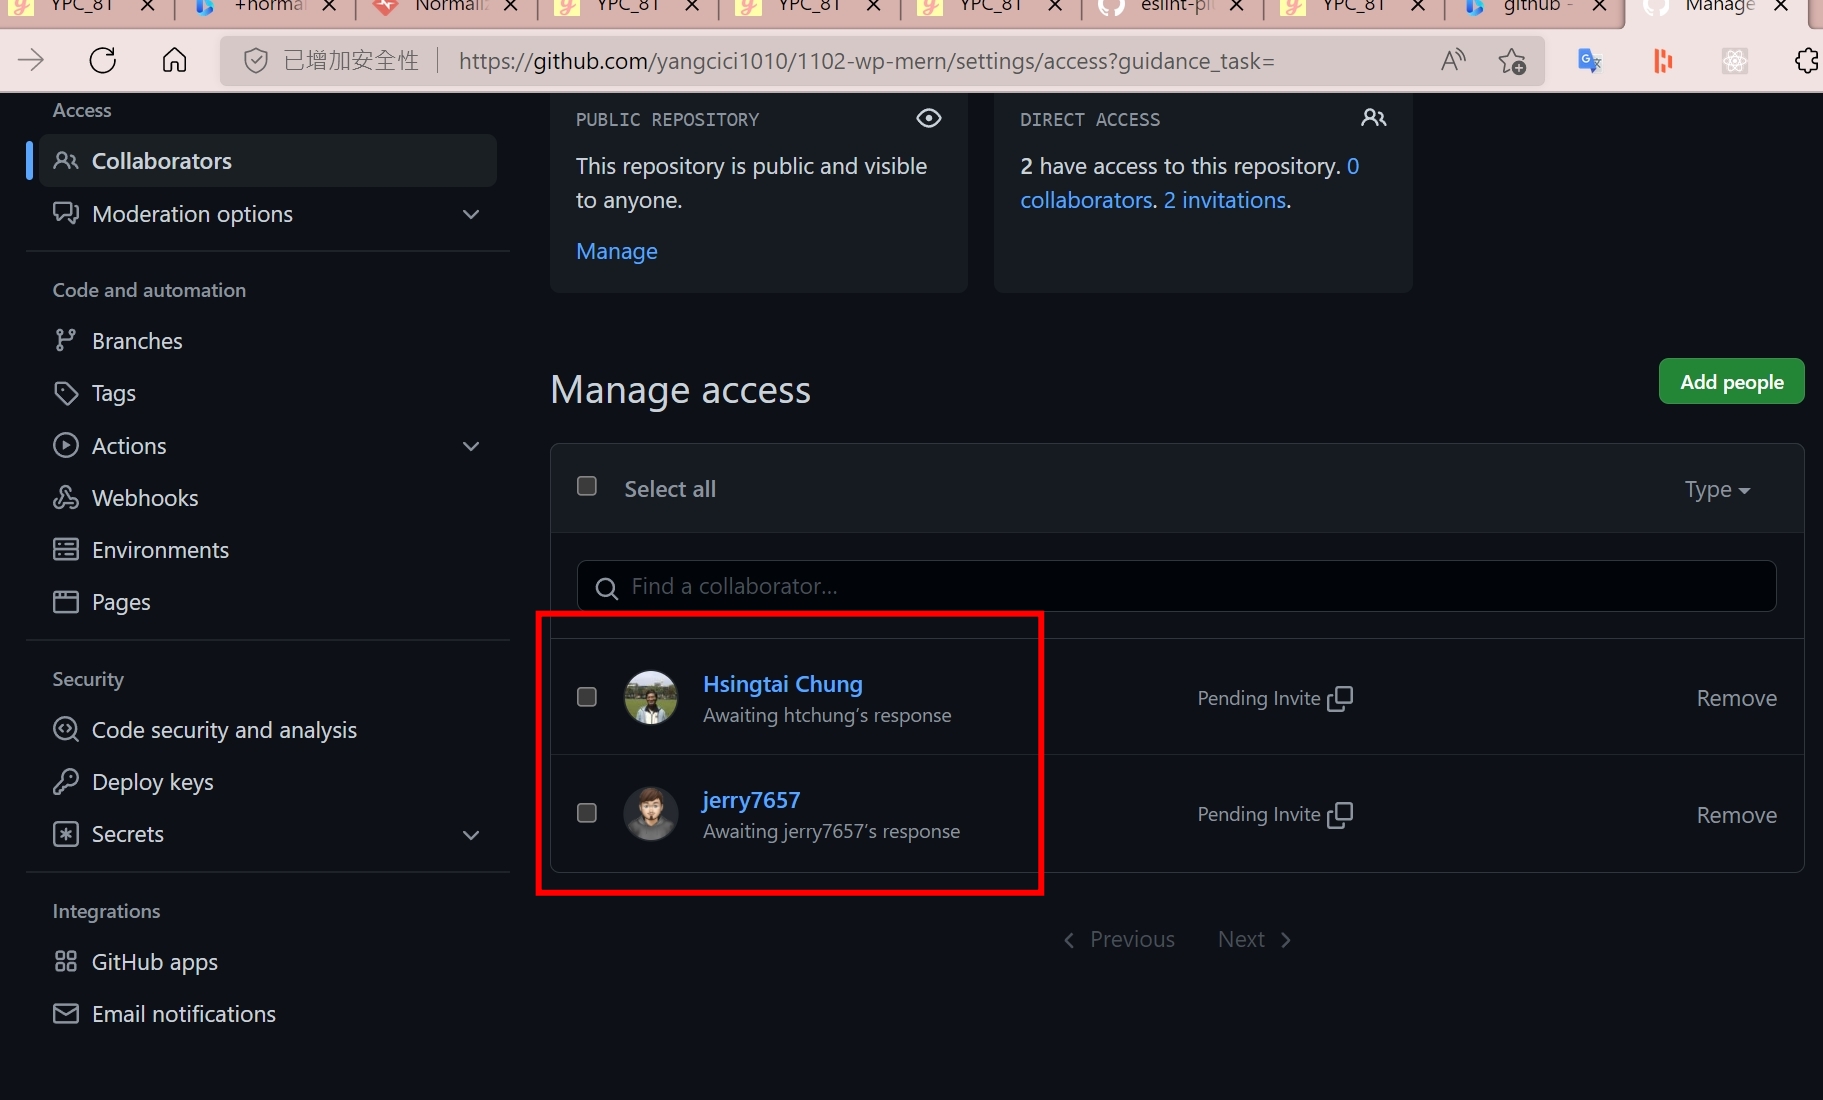 YPC_81
+normal
Normaliz
YPC_81
YPC_81
YPC_81
eslint-pl
YPC_81
github -
Manage
已增加安全性
https://github.com/yangcici1010/1102-wp-mern/settings/access?guidance_task=
Access
Collaborators
Moderation options
Code and automation
Branches
Tags
Actions
Webhooks
Environments
Pages
Security
Code security and analysis
Deploy keys
Secrets
Integrations
GitHub apps
Email notifications
PUBLIC REPOSITORY
This repository is public and visible
to anyone.
Manage
DIRECT ACCESS
2 have access to this repository. 0
collaborators. 2 invitations.
Manage access
Add people
Select all
Type
Find a collaborator...
Hsingtai Chung
Awaiting htchung's response
Pending Invite
Remove
jerry7657
Awaiting jerry7657's response
Pending Invite
Remove
Previous
Next